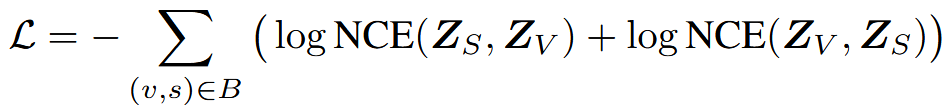 𝓛 = − ∑_{(v,s)∈B} ( log NCE(𝒁_S, 𝒁_V) + log NCE(𝒁_V, 𝒁_S) )